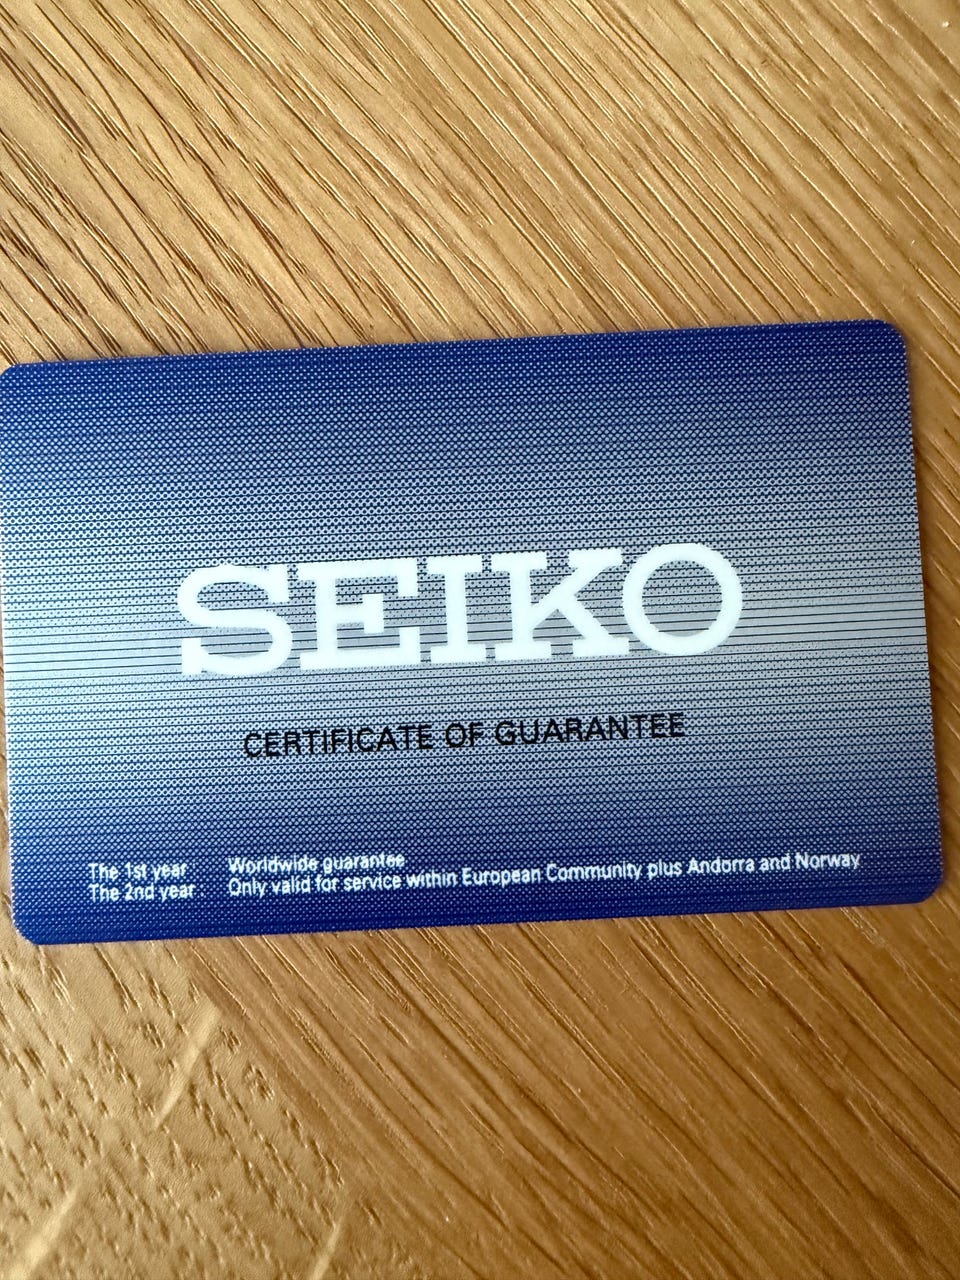 SEIKO
CERTIFICATE OF GUARANTEE
The 1st year Worldwide guarantee
The 2nd year Only valid for service within European Community plus Andorra and Norway